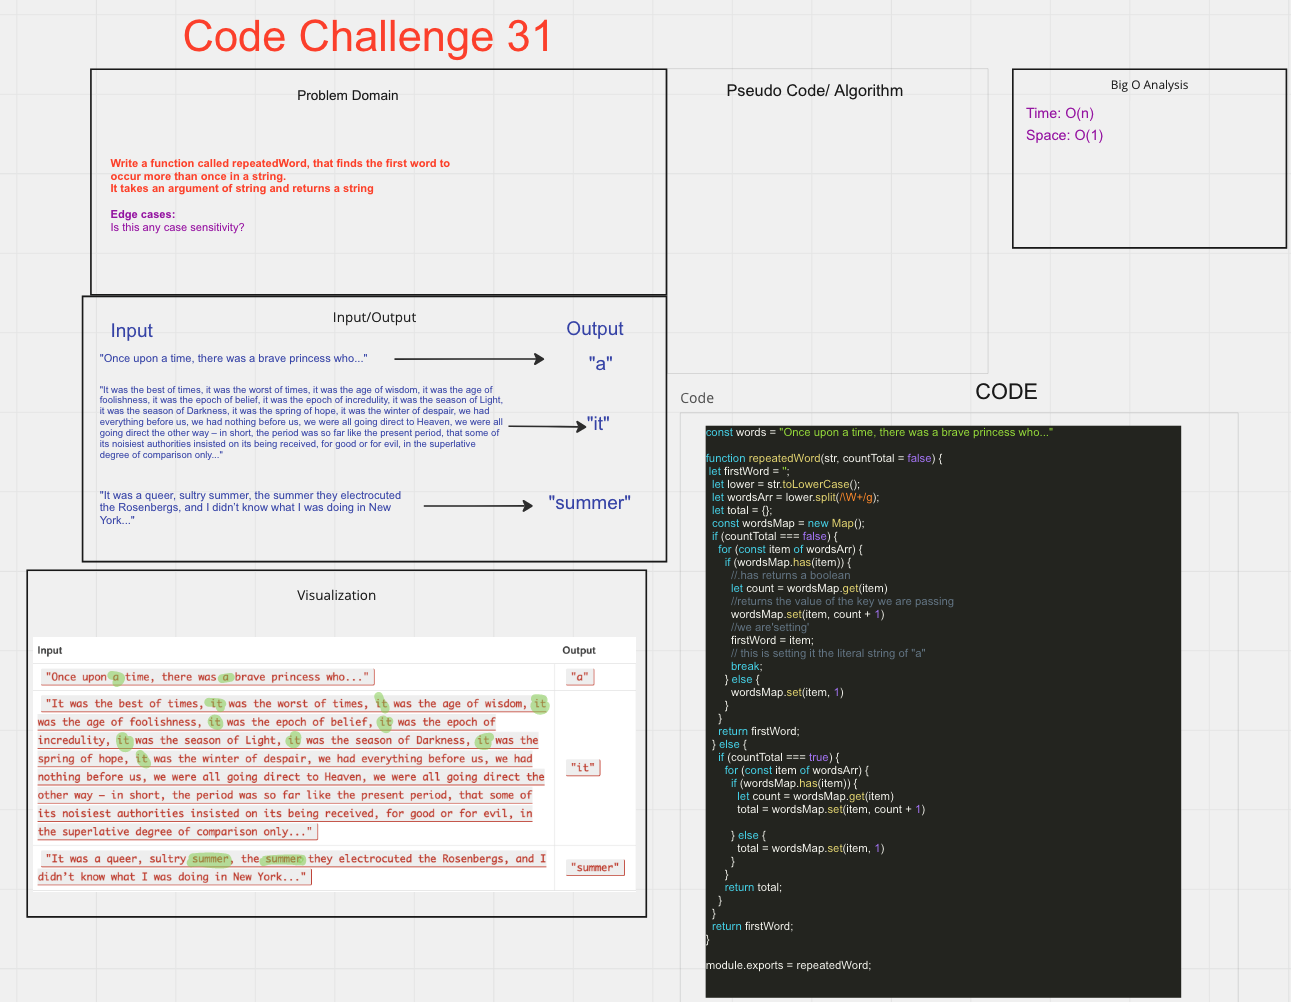 Code Challenge 31
Problem Domain
Write a function called repeatedWord, that finds the first word to
occur more than once in a string.
It takes an argument of string and returns a string
Edge cases:
Is this any case sensitivity?
Pseudo Code/ Algorithm
Big O Analysis
Time: O(n)
Space: O(1)
Input/Output
Input
Output
"Once upon a time, there was a brave princess who..."
"a"
"It was the best of times, it was the worst of times, it was the age of wisdom, it was the age of
foolishness, it was the epoch of belief, it was the epoch of incredulity, it was the season of Light,
it was the season of Darkness, it was the spring of hope, it was the winter of despair, we had
everything before us, we had nothing before us, we were all going direct to Heaven, we were all
going direct the other way – in short, the period was so far like the present period, that some of
its noisiest authorities insisted on its being received, for good or for evil, in the superlative
degree of comparison only..."
"it"
"It was a queer, sultry summer, the summer they electrocuted
the Rosenbergs, and I didn't know what I was doing in New
York..."
"summer"
Visualization
Input
Output
"Once upon a time, there was a brave princess who..."
"a"
"It was the best of times, it was the worst of times, it was the age of wisdom, it
was the age of foolishness, it was the epoch of belief, it was the epoch of
incredulity, it was the season of Light, it was the season of Darkness, it was the
spring of hope, it was the winter of despair, we had everything before us, we had
nothing before us, we were all going direct to Heaven, we were all going direct the
other way – in short, the period was so far like the present period, that some of
its noisiest authorities insisted on its being received, for good or for evil, in
the superlative degree of comparison only..."
"it"
"It was a queer, sultry summer, the summer they electrocuted the Rosenbergs, and I
didn't know what I was doing in New York..."
"summer"
Code
CODE
const words = "Once upon a time, there was a brave princess who..."
function repeatedWord(str, countTotal = false) {
let firstWord = '';
let lower = str.toLowerCase();
let wordsArr = lower.split(/\W+/g);
let total = {};
const wordsMap = new Map();
if (countTotal === false) {
for (const item of wordsArr) {
if (wordsMap.has(item)) {
//.has returns a boolean
let count = wordsMap.get(item)
//returns the value of the key we are passing
wordsMap.set(item, count + 1)
//we are'setting'
firstWord = item;
// this is setting it the literal string of "a"
break;
} else {
wordsMap.set(item, 1)
}
}
return firstWord;
} else {
if (countTotal === true) {
for (const item of wordsArr) {
if (wordsMap.has(item)) {
let count = wordsMap.get(item)
total = wordsMap.set(item, count + 1)
} else {
total = wordsMap.set(item, 1)
}
}
return total;
}
}
return firstWord;
}
module.exports = repeatedWord;